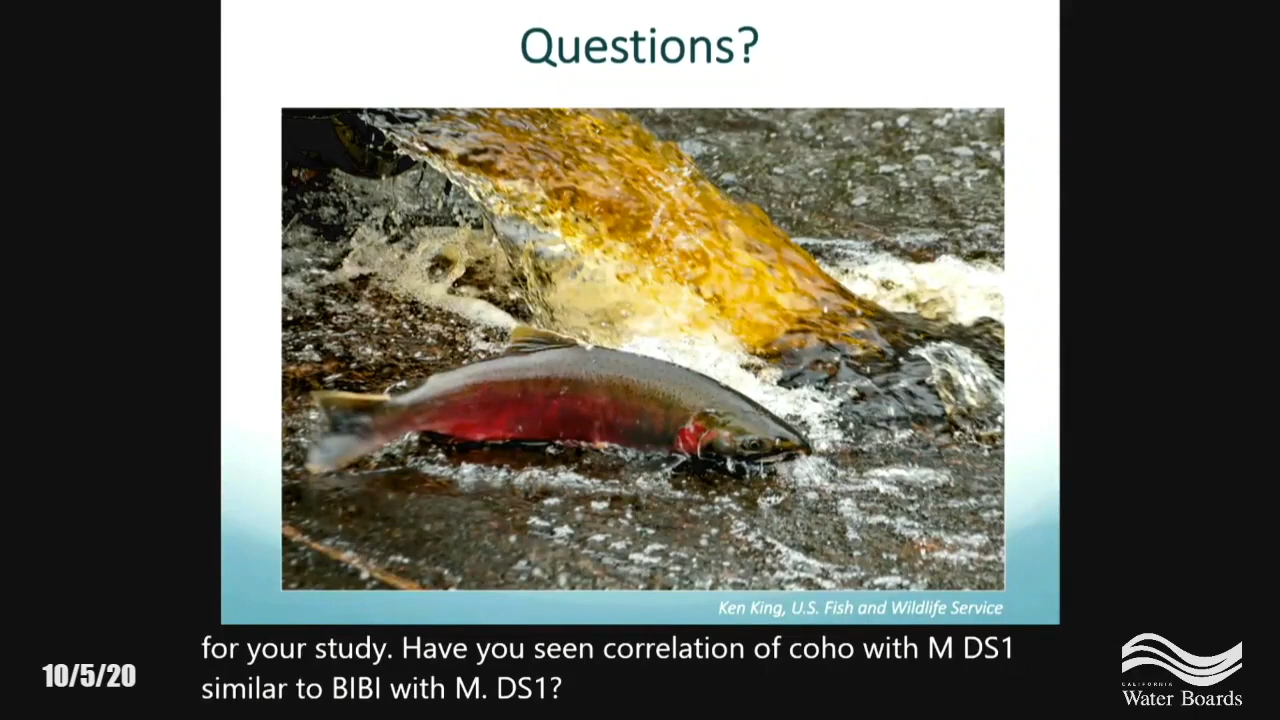 Questions?
Ken King, U.S. Fish and Wildlife Service
for your study. Have you seen correlation of coho with M DS1
similar to BIBI with M. DS1?
10/5/20
CALIFORNIA
Water Boards